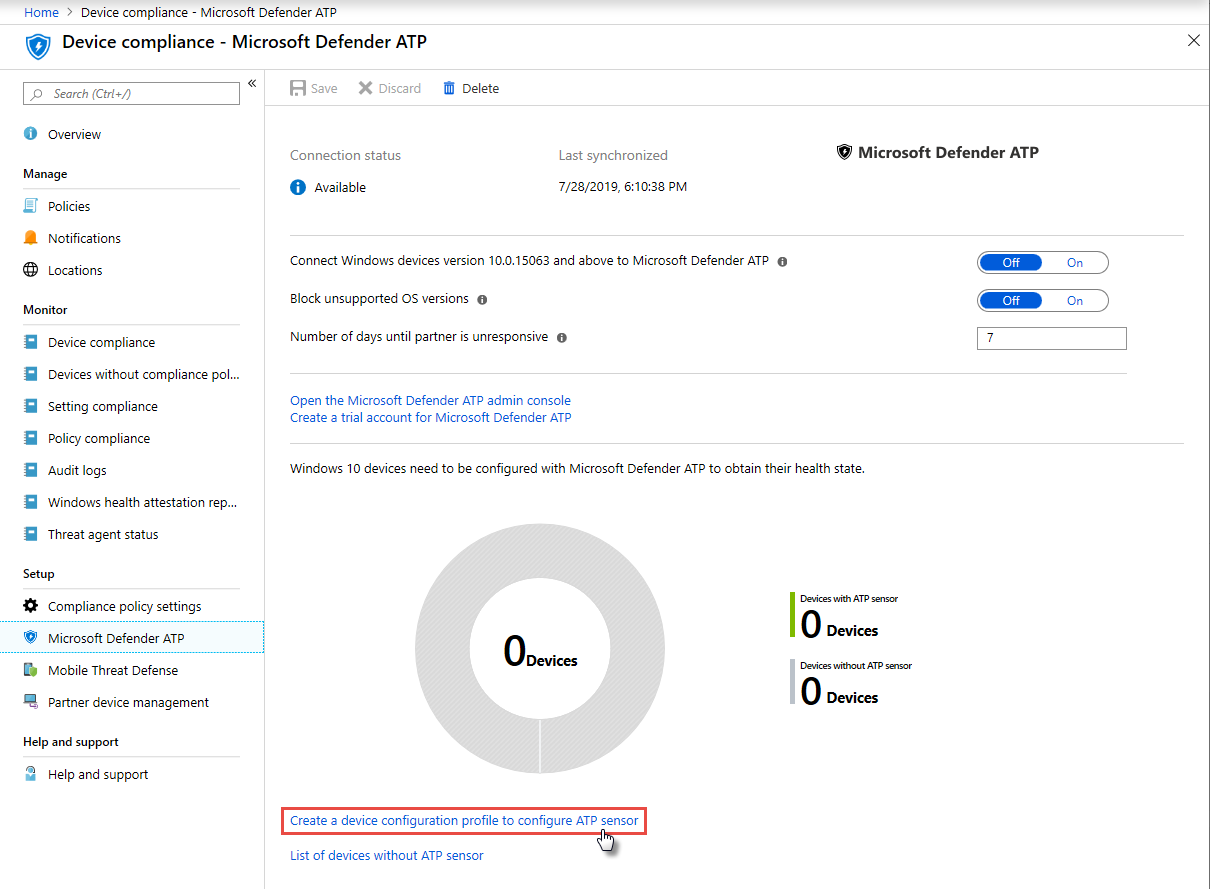 Home > Device compliance - Microsoft Defender ATP
Device compliance - Microsoft Defender ATP
Search (Ctrl+/)
Overview
Manage
Policies
Notifications
Locations
Monitor
Device compliance
Devices without compliance pol...
Setting compliance
Policy compliance
Audit logs
Windows health attestation rep...
Threat agent status
Setup
Compliance policy settings
Microsoft Defender ATP
Mobile Threat Defense
Partner device management
Help and support
Help and support
Save Discard Delete
Connection status
Available
Last synchronized
7/28/2019, 6:10:38 PM
Microsoft Defender ATP
Connect Windows devices version 10.0.15063 and above to Microsoft Defender ATP
Off On
Block unsupported OS versions
Off On
Number of days until partner is unresponsive
7
Open the Microsoft Defender ATP admin console
Create a trial account for Microsoft Defender ATP
Windows 10 devices need to be configured with Microsoft Defender ATP to obtain their health state.
0 Devices
Devices with ATP sensor
0 Devices
Devices without ATP sensor
0 Devices
Create a device configuration profile to configure ATP sensor
List of devices without ATP sensor